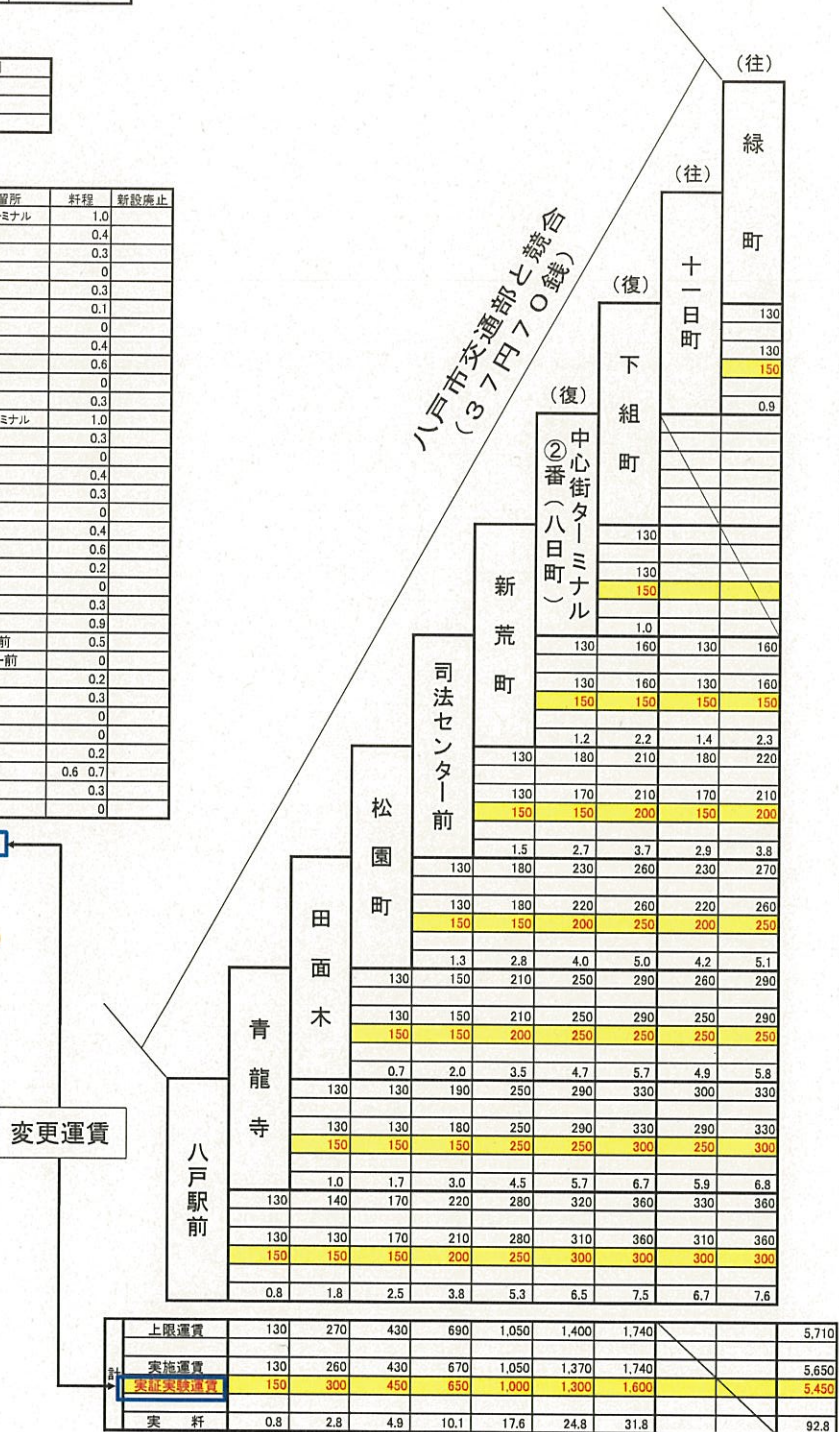 留所 粁程 新設廃止
ミナル 1.0
0.4
0.3
0
0.3
0.1
0
0.4
0.6
0
0.3
ミナル 1.0
0.3
0
0.4
0.3
0
0.4
0.6
0.2
0
0.3
0.9
前 0.5
-前 0
0.2
0.3
0
0
0.2
0.6 0.7
0.3
0
変更運賃
八戸市交通部と競合
(37円70銭)
(往)
緑町
(往)
十一日町
(復)
下組町
(復)
中心街ターミナル
②番(八日町)
新荒町
司法センター前
松園町
田面木
青龍寺
八戸駅前
130
130
150
0.9
130
130
150
1.0
130 160 130 160
130 160 130 160
150 150 150 150
1.2 2.2 1.4 2.3
130 180 210 180 220
130 170 210 170 210
150 150 200 150 200
1.5 2.7 3.7 2.9 3.8
130 180 230 260 230 270
130 180 220 260 220 260
150 150 200 250 200 250
1.3 2.8 4.0 5.0 4.2 5.1
130 150 210 250 290 260 290
130 150 210 250 290 250 290
150 150 200 250 250 250 250
0.7 2.0 3.5 4.7 5.7 4.9 5.8
130 130 190 250 290 330 300 330
130 130 180 250 290 330 290 330
150 150 150 250 250 300 250 300
1.0 1.7 3.0 4.5 5.7 6.7 5.9 6.8
130 140 170 220 280 320 360 330 360
130 130 170 210 280 310 360 310 360
150 150 150 200 250 300 300 300 300
0.8 1.8 2.5 3.8 5.3 6.5 7.5 6.7 7.6
計
上限運賃 130 270 430 690 1,050 1,400 1,740 5,710
実施運賃 130 260 430 670 1,050 1,370 1,740 5,650
実証実験運賃 150 300 450 650 1,000 1,300 1,600 5,450
実粁 0.8 2.8 4.9 10.1 17.6 24.8 31.8 92.8